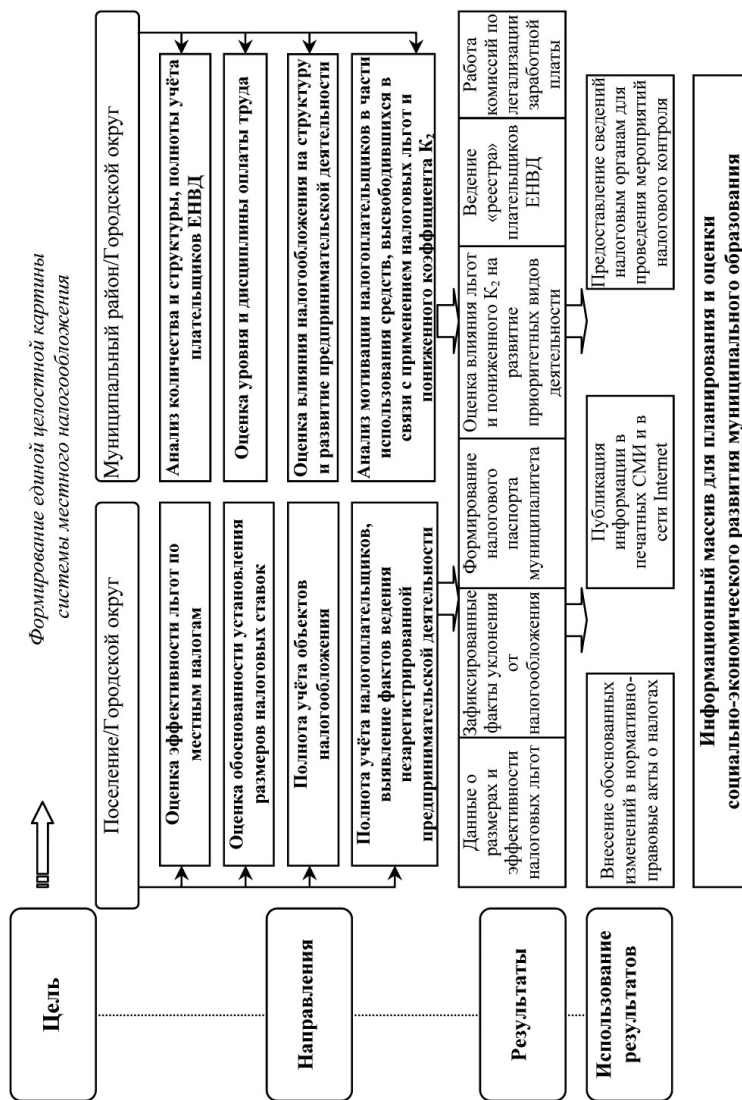 Цель
Формирование единой целостной картины
системы местного налогообложения
Направления
Поселение/Городской округ
Оценка эффективности льгот по
местным налогам
Оценка обоснованности установления
размеров налоговых ставок
Полнота учёта объектов
налогообложения
Полнота учёта налогоплательщиков,
выявление фактов ведения
незарегистрированной
предпринимательской деятельности
Муниципальный район/Городской округ
Анализ количества и структуры, полноты учёта
плательщиков ЕНВД
Оценка уровня и дисциплины оплаты труда
Оценка влияния налогообложения на структуру
и развитие предпринимательской деятельности
Анализ мотивации налогоплательщиков в части
использования средств, высвободившихся в
связи с применением налоговых льгот и
пониженного коэффициента К₂
Результаты
Данные о
размерах и
эффективности
налоговых льгот
Зафиксированные
факты уклонения
от
налогообложения
Формирование
налогового
паспорта
муниципалитета
Оценка влияния льгот
и пониженного К₂ на
развитие
приоритетных видов
деятельности
Ведение
«реестра»
плательщиков
ЕНВД
Работа
комиссий по
легализации
заработной
платы
Использование
результатов
Внесение обоснованных
изменений в нормативно-
правовые акты о налогах
Публикация
информации в
печатных СМИ и в
сети Internet
Предоставление сведений
налоговым органам для
проведения мероприятий
налогового контроля
Информационный массив для планирования и оценки
социально-экономического развития муниципального образования